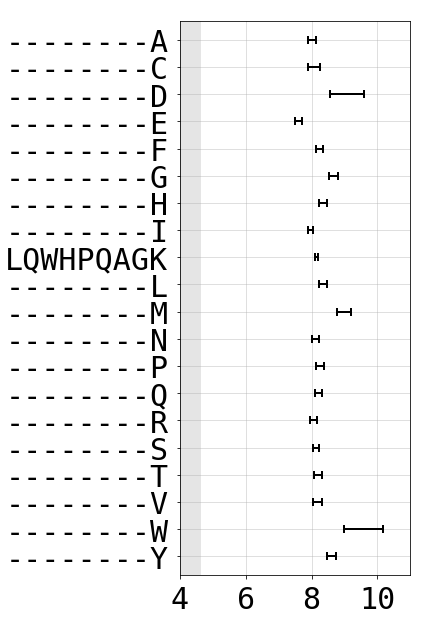 --------A
--------C
--------D
--------E
--------F
--------G
--------H
--------I
LQWHPQAGK
--------L
--------M
--------N
--------P
--------Q
--------R
--------S
--------T
--------V
--------W
--------Y
4 6 8 10